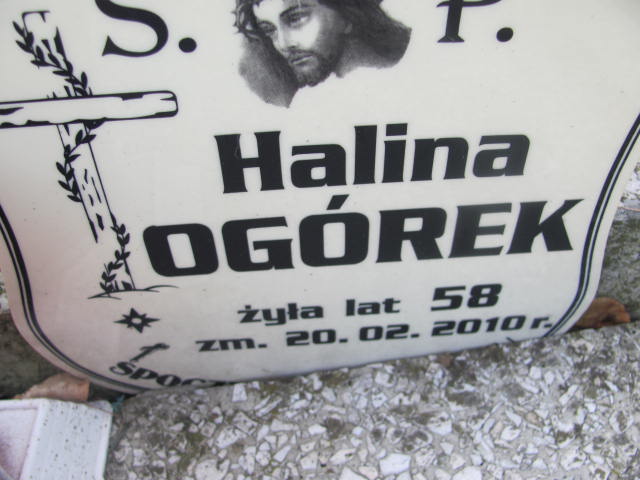 Ś. P.
Halina
OGÓREK
żyła lat 58
zm. 20. 02. 2010 r.